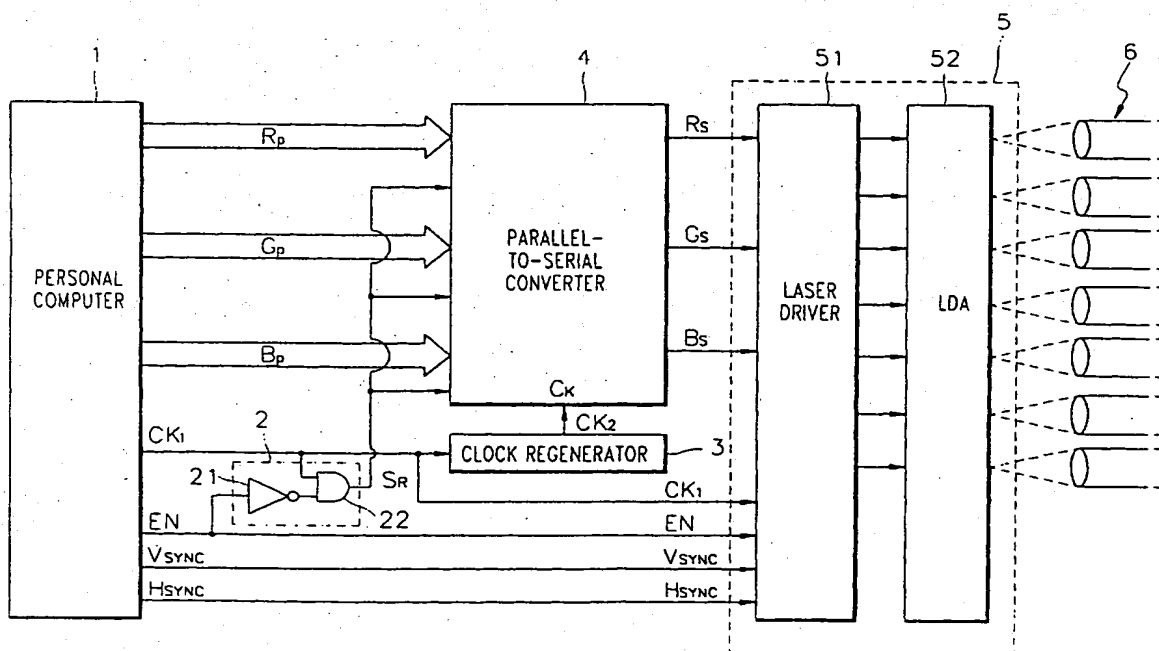 1
4
51
52
5
6
Rp
Gp
Bp
PERSONAL
COMPUTER
PARALLEL-
TO-SERIAL
CONVERTER
CK
Rs
Gs
Bs
LASER
DRIVER
LDA
CK1
2
21
22
SR
CK2
CLOCK REGENERATOR
3
CK1
EN
EN
VSYNC
VSYNC
HSYNC
HSYNC